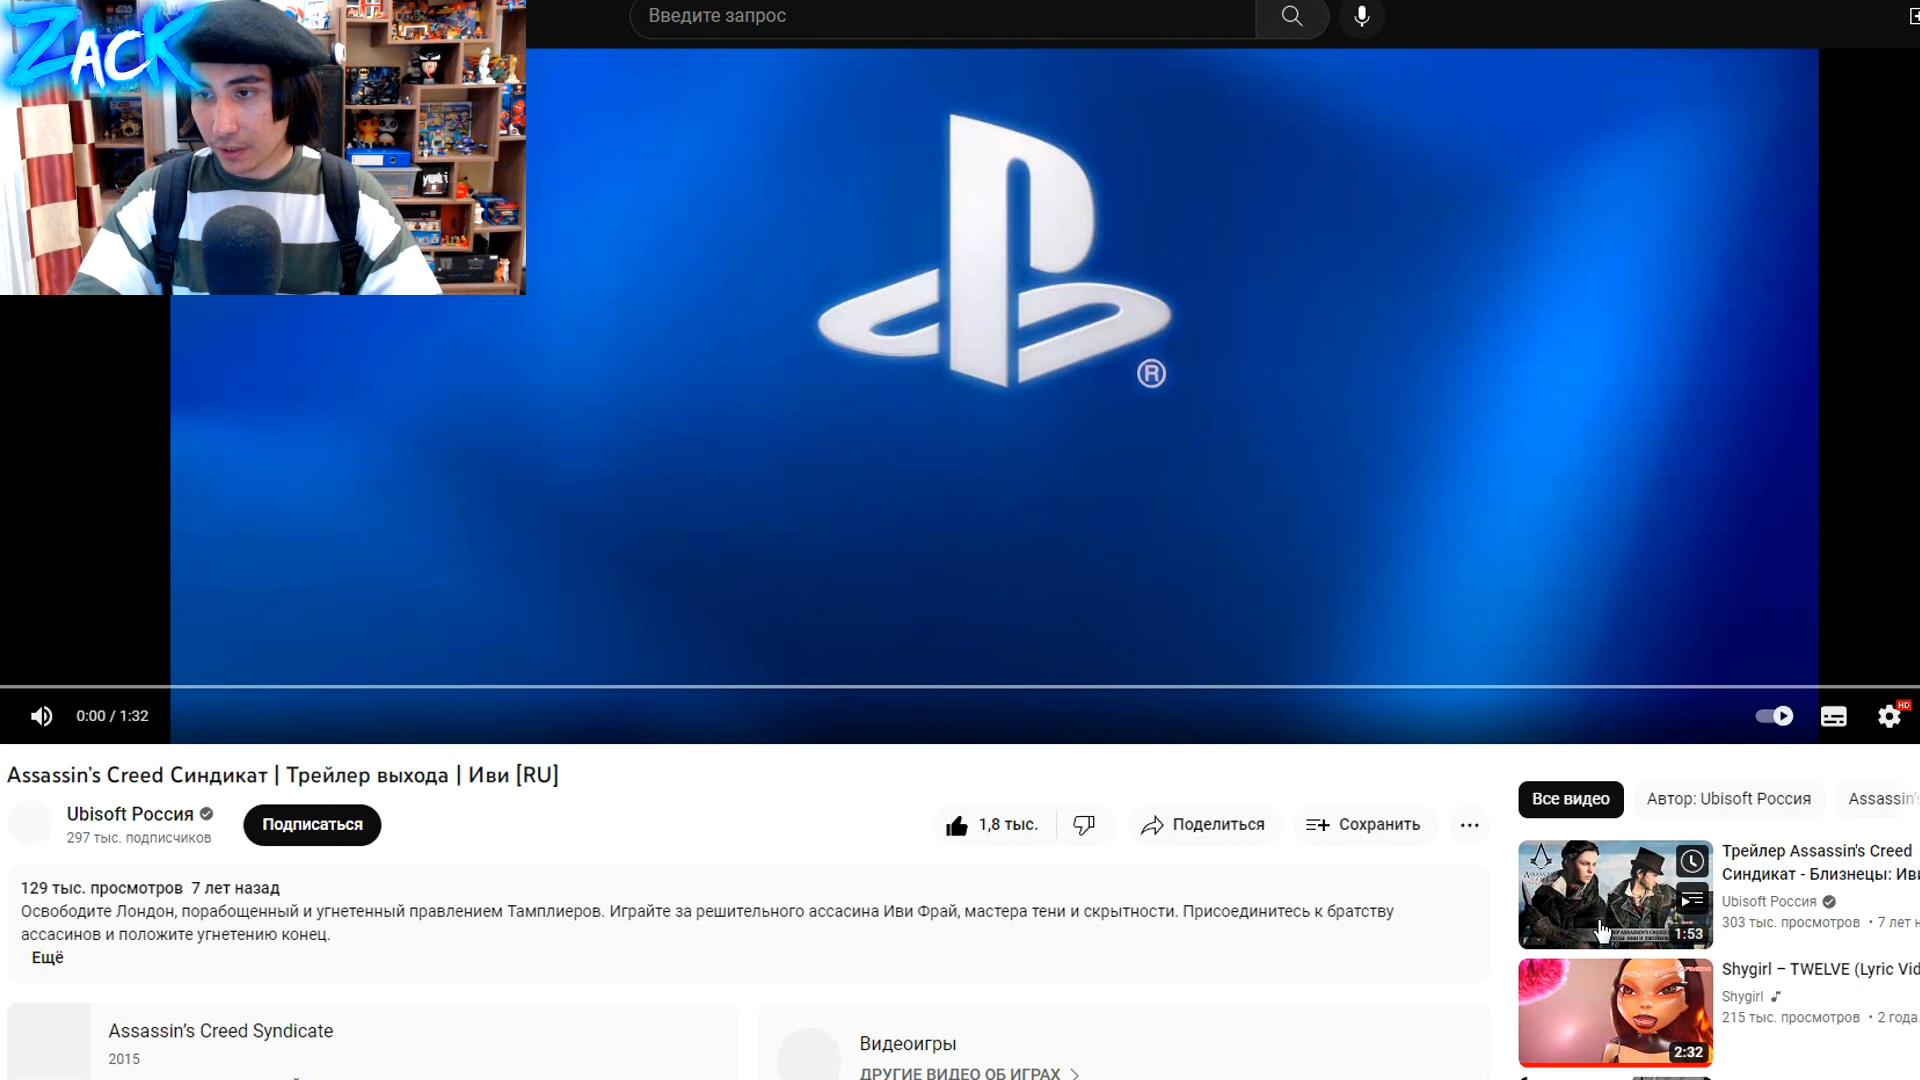 ZACK
Введите запрос
yeti
®
0:00 / 1:32
HD
Assassin’s Creed Синдикат | Трейлер выхода | Иви [RU]
Ubisoft Россия
297 тыс. подписчиков
Подписаться
1,8 тыс.
Поделиться
Сохранить
129 тыс. просмотров 7 лет назад
Освободите Лондон, порабощенный и угнетенный правлением Тамплиеров. Играйте за решительного ассасина Иви Фрай, мастера тени и скрытности. Присоединитесь к братству
ассасинов и положите угнетению конец.
Ещё
Assassin’s Creed Syndicate
2015
Видеоигры
ДРУГИЕ ВИДЕО ОБ ИГРАХ
Все видео
Автор: Ubisoft Россия
Assassin's
1:53
Трейлер Assassin's Creed
Синдикат - Близнецы: Иви
Ubisoft Россия
303 тыс. просмотров • 7 лет н
2:32
Shygirl – TWELVE (Lyric Vid
Shygirl
215 тыс. просмотров • 2 года